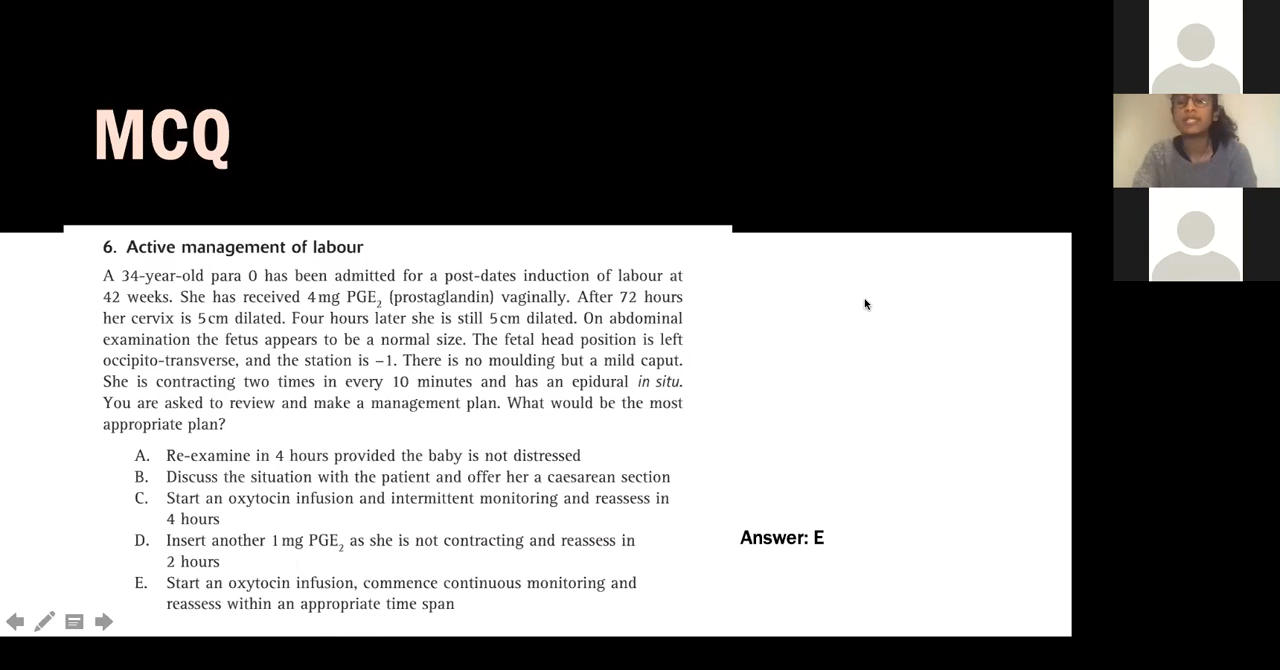 MCQ
6. Active management of labour
A 34-year-old para 0 has been admitted for a post-dates induction of labour at
42 weeks. She has received 4 mg PGE2 (prostaglandin) vaginally. After 72 hours
her cervix is 5 cm dilated. Four hours later she is still 5 cm dilated. On abdominal
examination the fetus appears to be a normal size. The fetal head position is left
occipito-transverse, and the station is −1. There is no moulding but a mild caput.
She is contracting two times in every 10 minutes and has an epidural in situ.
You are asked to review and make a management plan. What would be the most
appropriate plan?
A. Re-examine in 4 hours provided the baby is not distressed
B. Discuss the situation with the patient and offer her a caesarean section
C. Start an oxytocin infusion and intermittent monitoring and reassess in
4 hours
D. Insert another 1 mg PGE2 as she is not contracting and reassess in
2 hours
E. Start an oxytocin infusion, commence continuous monitoring and
reassess within an appropriate time span
Answer: E